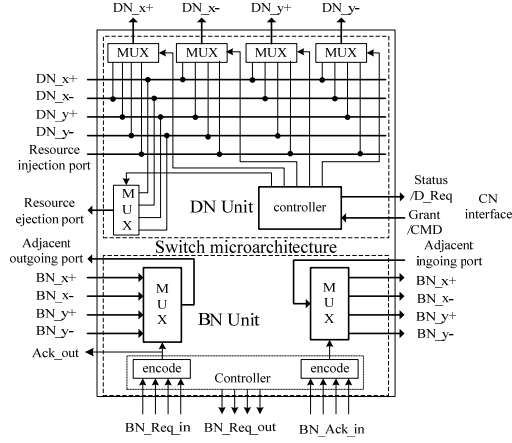 DN_x+ DN_x- DN_y+ DN_y-
MUX MUX MUX MUX
DN_x+
DN_x-
DN_y+
DN_y-
Resource
injection port
Resource
ejection port
M
U
X
DN Unit
controller
Status
/D_Req
Grant
/CMD
CN
interface
Switch microarchitecture
Adjacent
outgoing port
BN_x+
BN_x-
BN_y+
BN_y-
Ack_out
M
U
X
BN Unit
M
U
X
Adjacent
ingoing port
BN_x+
BN_x-
BN_y+
BN_y-
encode
Controller
encode
BN_Req_in BN_Req_out BN_Ack_in